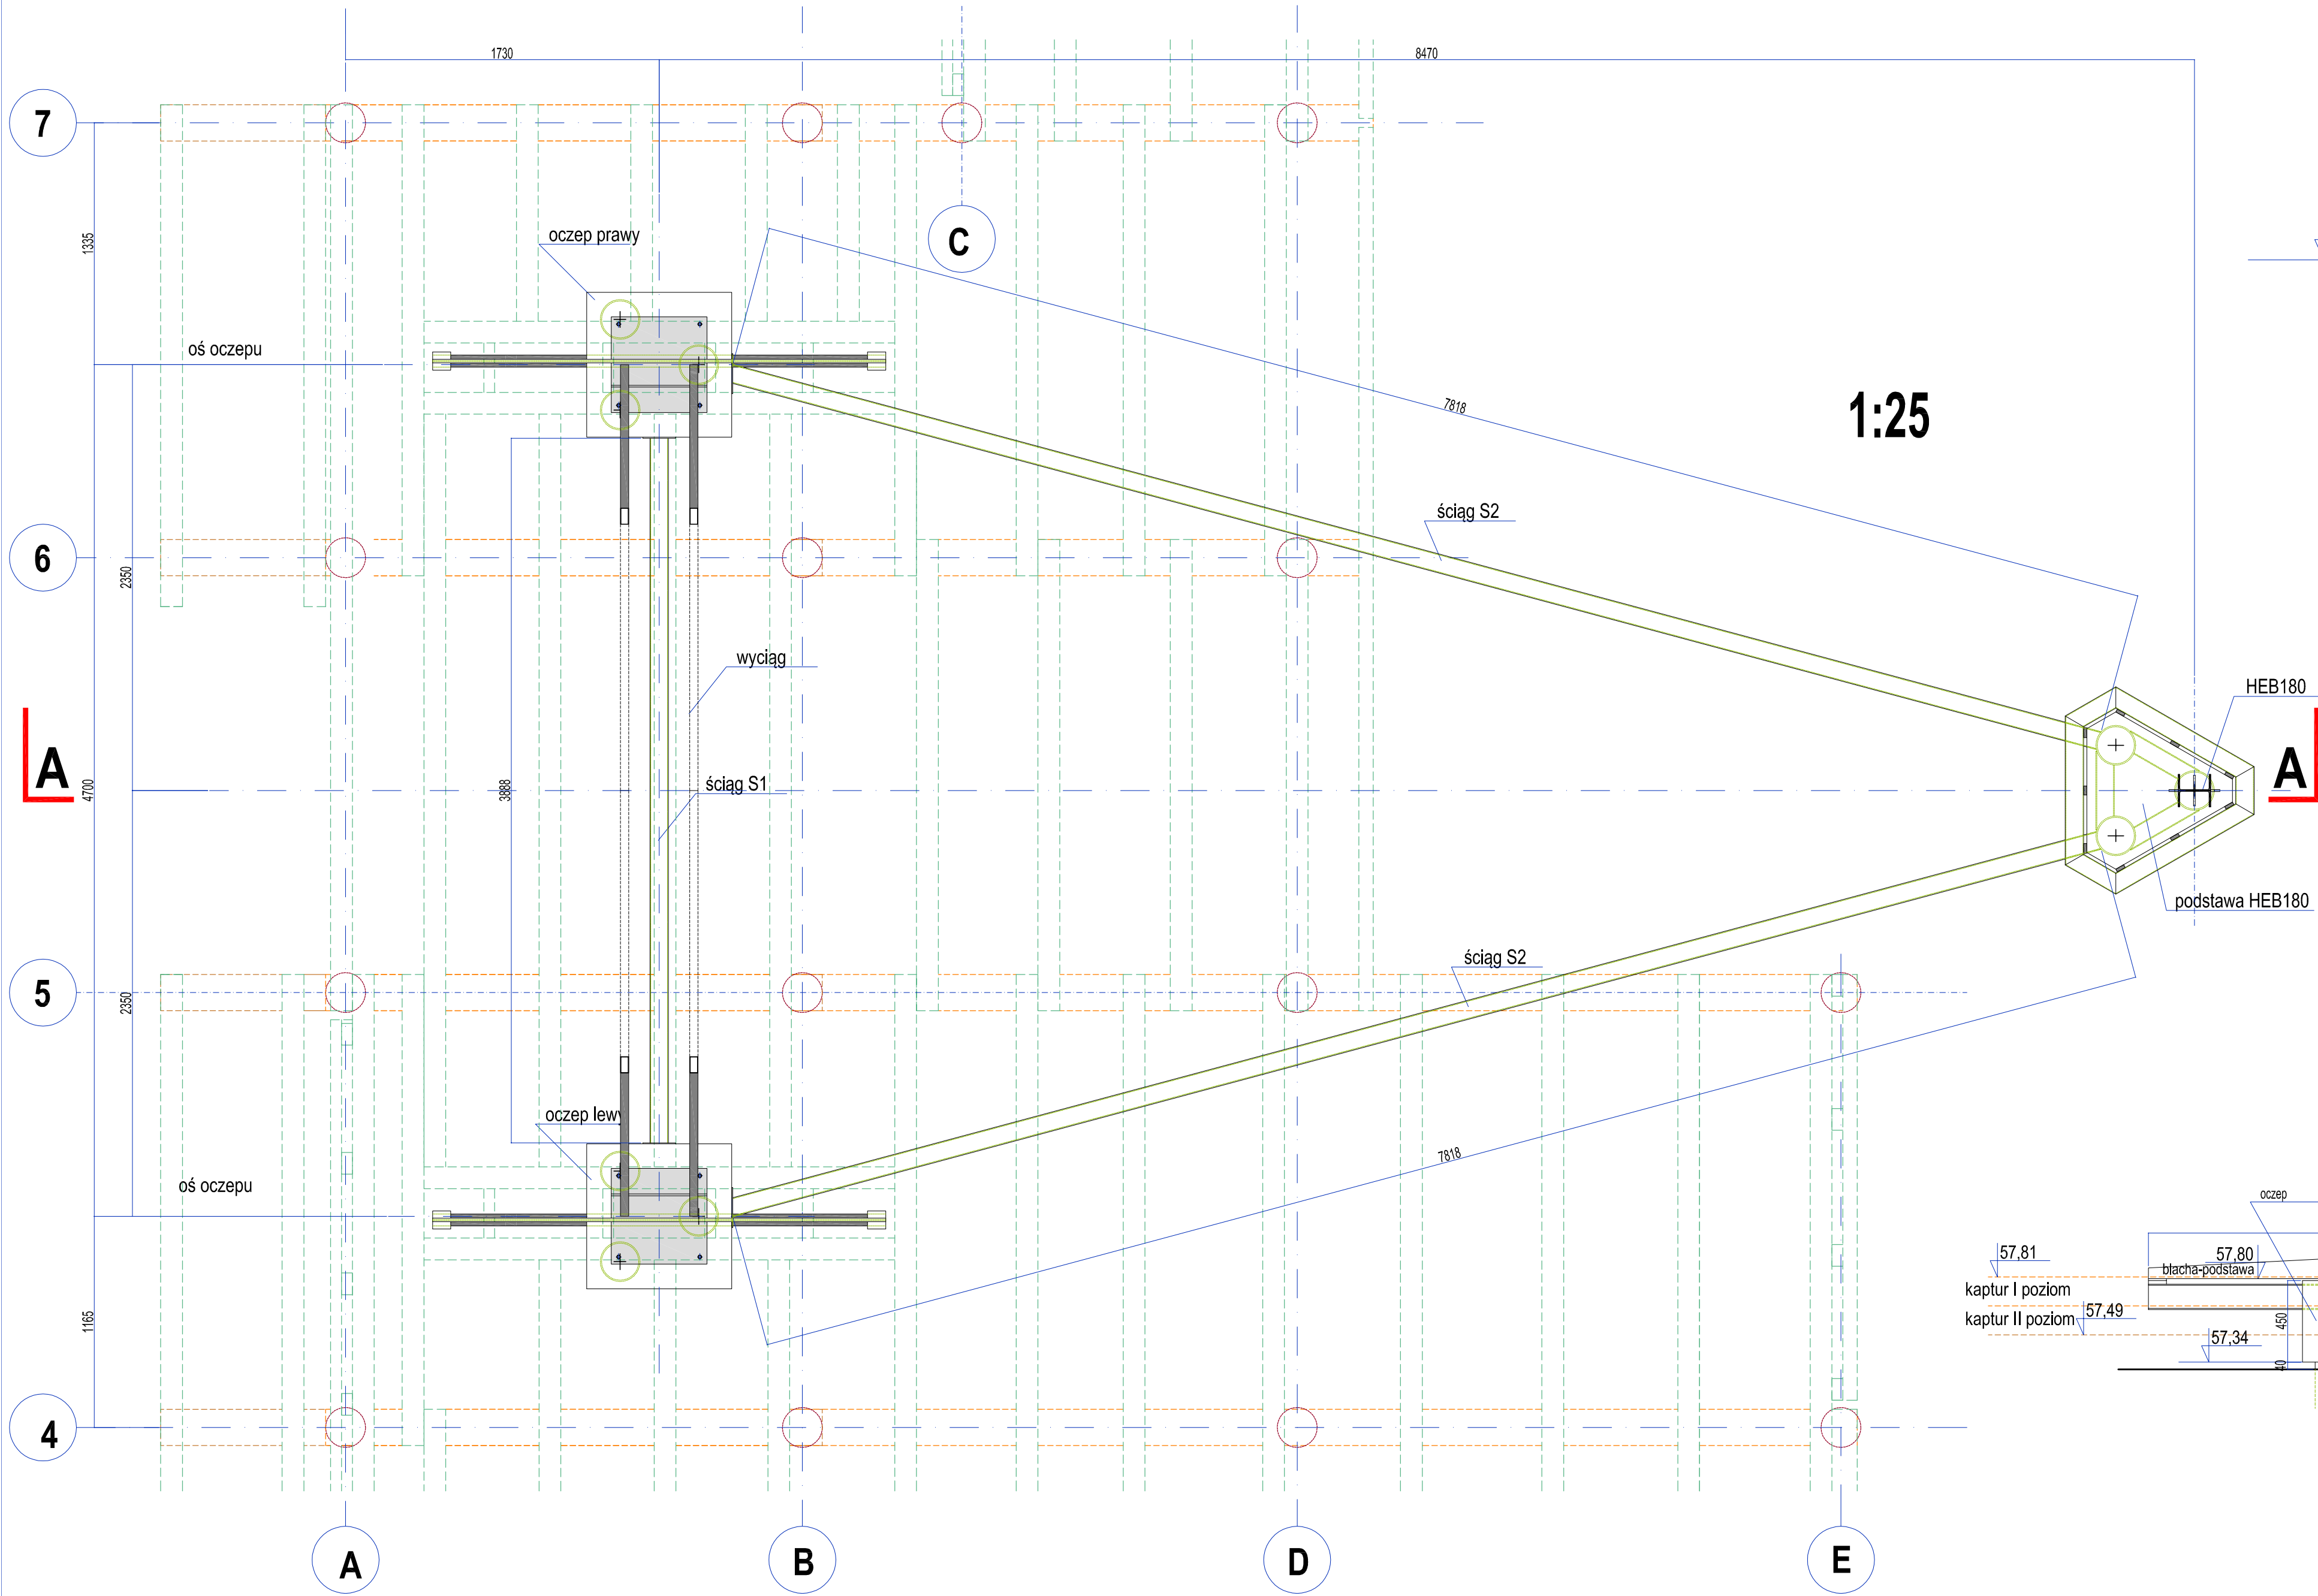 1730
8470
7
C
1335
oczep prawy
oś oczepu
7818
1:25
ściąg S2
6
2350
wyciąg
HEB180
A
4700
3888
ściąg S1
A
podstawa HEB180
ściąg S2
5
2350
oczep lewy
7818
oś oczepu
oczep
57,81
57,80
blacha-podstawa
kaptur I poziom
kaptur II poziom
57,49
450
57,34
40
1165
4
A
B
D
E